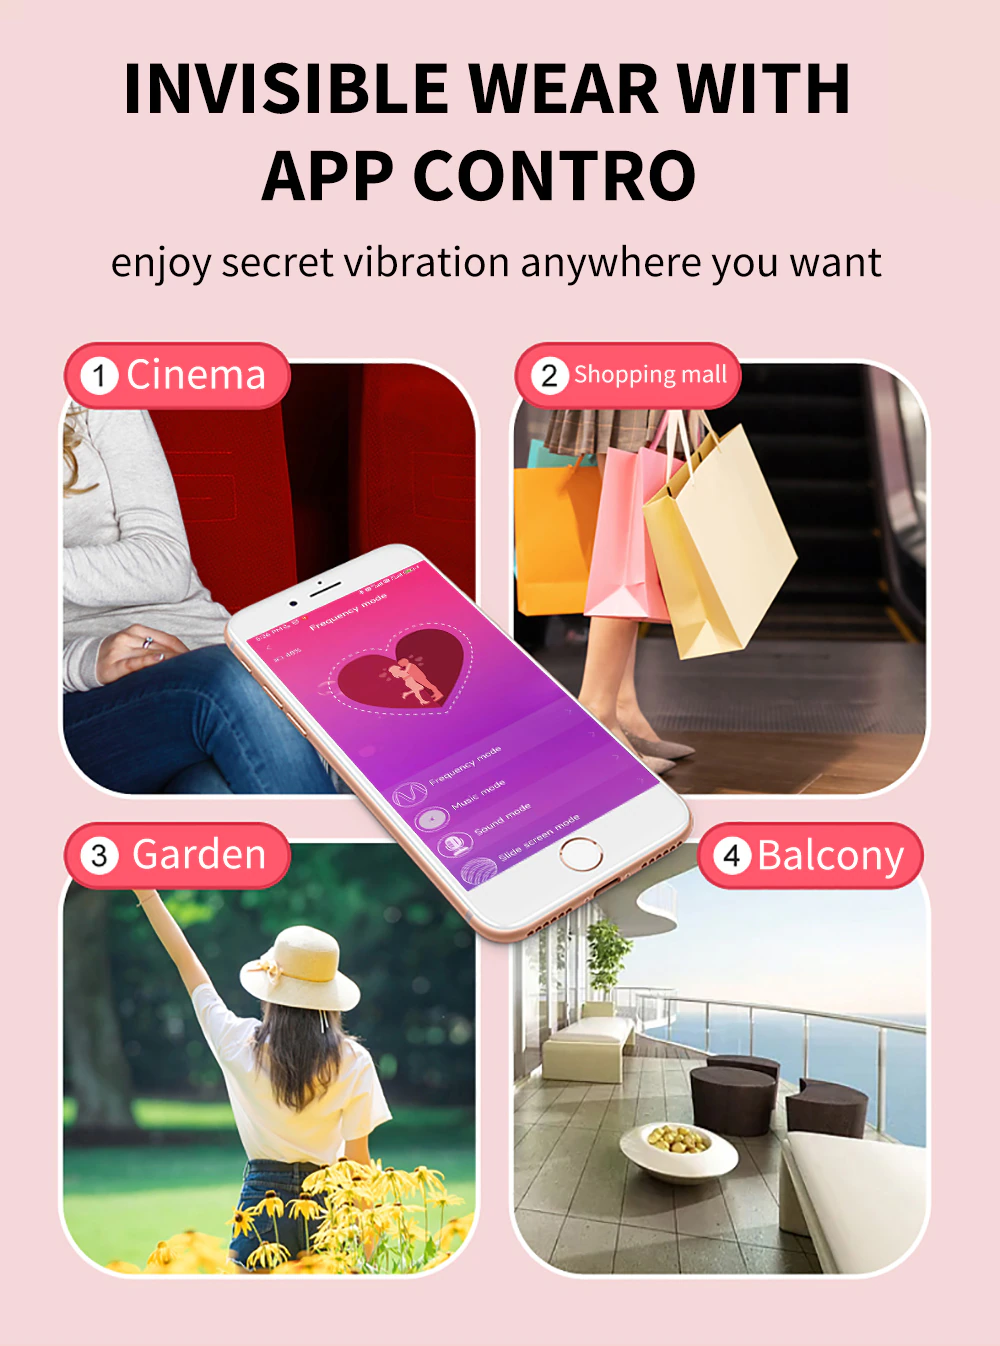 INVISIBLE WEAR WITH
APP CONTRO
enjoy secret vibration anywhere you want
1 Cinema
2 Shopping mall
Frequency mode
Frequency mode
Music mode
Sound mode
Slide screen mode
3 Garden
4 Balcony